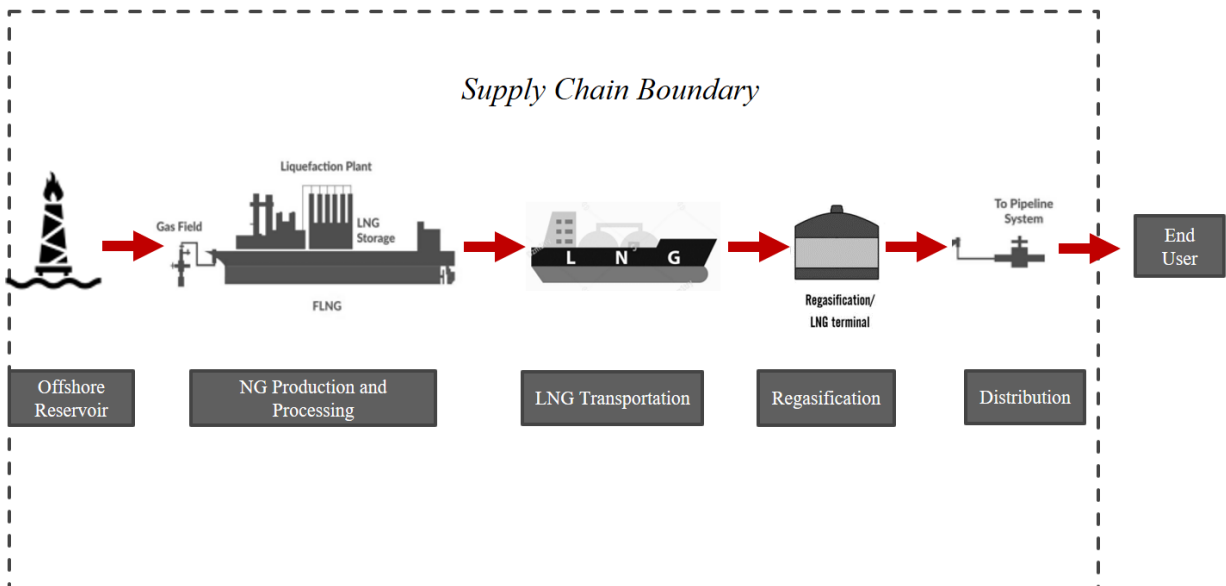 Supply Chain Boundary
Liquefaction Plant
Gas Field
LNG
Storage
FLNG
L N G
Regasification/
LNG terminal
To Pipeline
System
End
User
Offshore
Reservoir
NG Production and
Processing
LNG Transportation
Regasification
Distribution